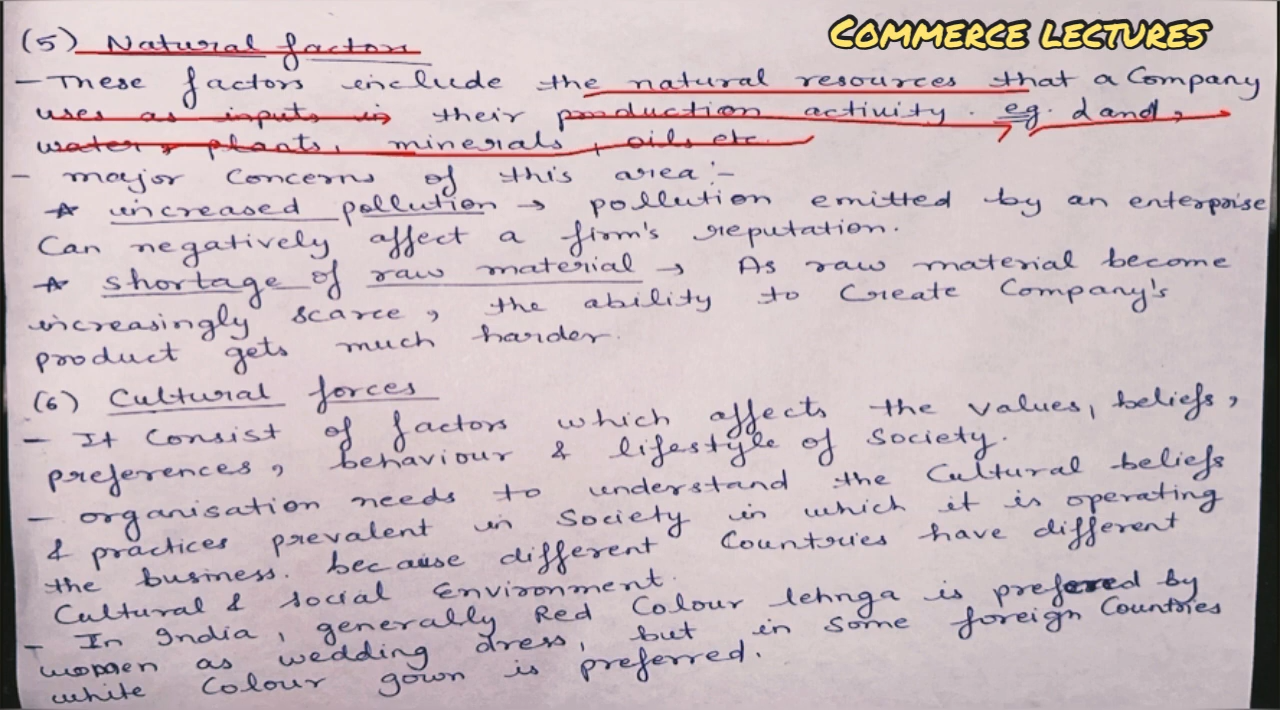 COMMERCE LECTURES
(5) Natural factors
- These factors include the natural resources that a Company
uses as inputs in their production activity. eg. Land,
water, plants, minerals, oils etc.
- major concerns of this area :-
☆ increased pollution → pollution emitted by an enterprise
can negatively affect a firm's reputation.
☆ shortage of raw material → As raw material become
increasingly scarce, the ability to create Company's
product gets much harder.
(6) Cultural forces
- It consist of factors which affects the values, beliefs,
preferences, behaviour & lifestyle of society.
- organisation needs to understand the cultural beliefs
& practices prevalent in society in which it is operating
the business. because different countries have different
Cultural & social Environment.
- In India, generally Red Colour lehnga is prefered by
women as wedding dress, but in some foreign Countries
white colour gown is preferred.